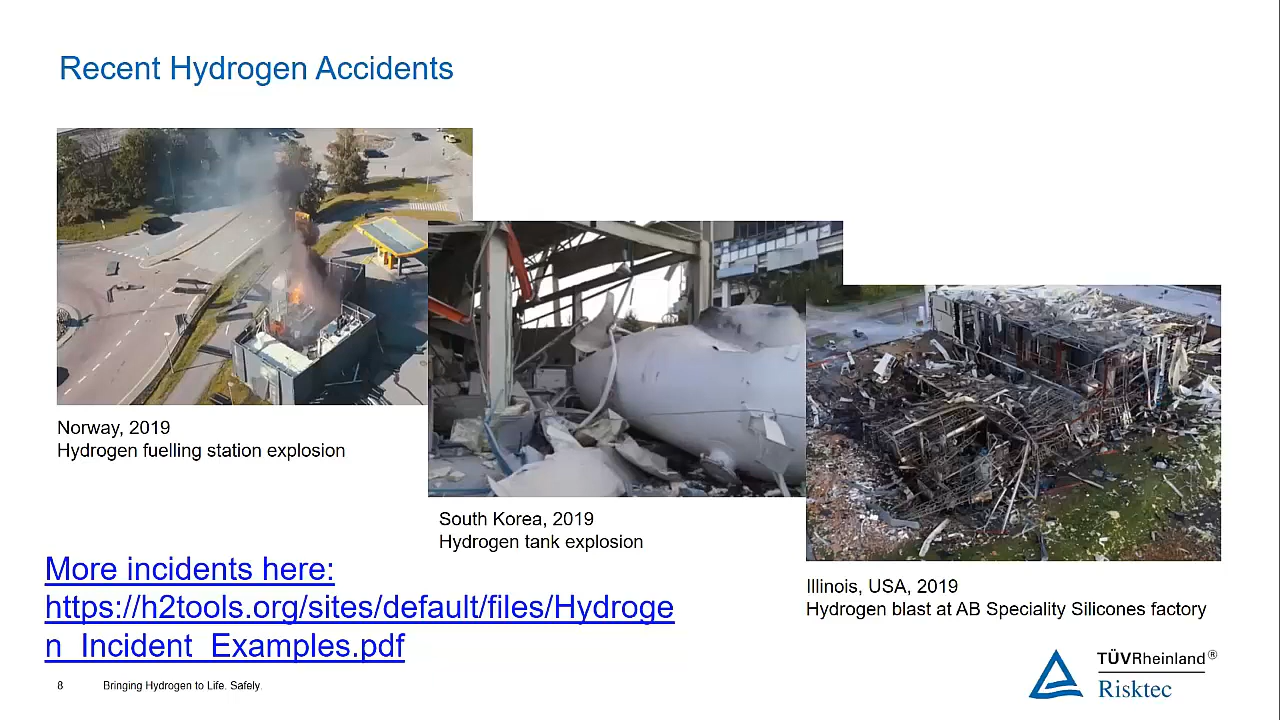 Recent Hydrogen Accidents
Norway, 2019
Hydrogen fuelling station explosion
South Korea, 2019
Hydrogen tank explosion
Illinois, USA, 2019
Hydrogen blast at AB Speciality Silicones factory
More incidents here:
https://h2tools.org/sites/default/files/Hydroge
n_Incident_Examples.pdf
8 Bringing Hydrogen to Life. Safely.
TÜVRheinland®
Risktec